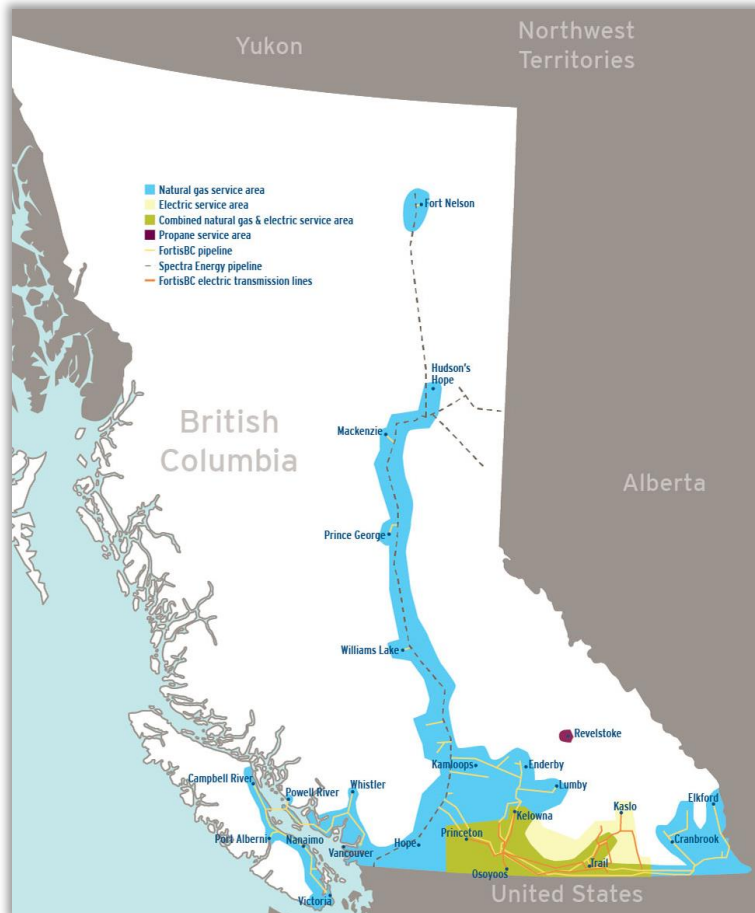 Yukon
Northwest
Territories
Natural gas service area
Electric service area
Combined natural gas & electric service area
Propane service area
FortisBC pipeline
Spectra Energy pipeline
FortisBC electric transmission lines
Fort Nelson
Hudson's
Hope
British
Columbia
Mackenzie
Alberta
Prince George
Williams Lake
Revelstoke
Kamloops
Enderby
Lumby
Campbell River
Powell River
Whistler
Elkford
Kaslo
Kelowna
Port Alberni
Nanaimo
Vancouver
Hope
Princeton
Cranbrook
Trail
Osoyoos
United States
Victoria